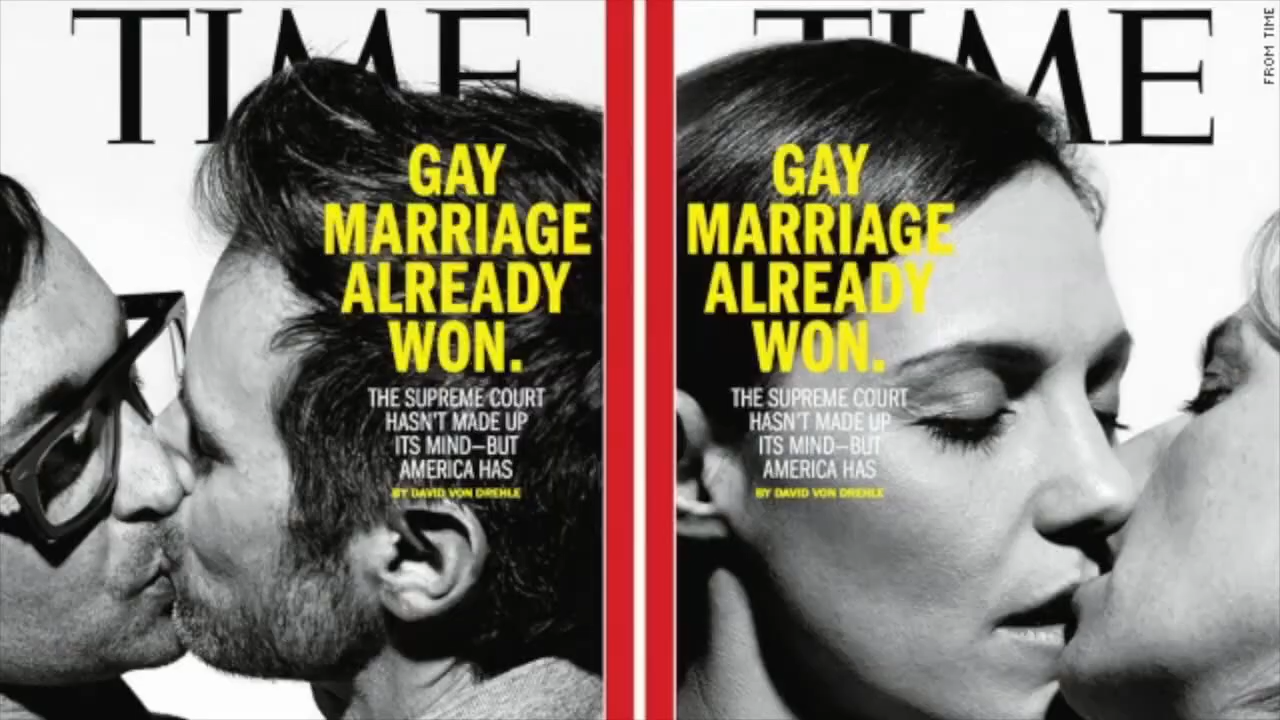 TIME
GAY
MARRIAGE
ALREADY
WON.
THE SUPREME COURT
HASN'T MADE UP
ITS MIND—BUT
AMERICA HAS
BY DAVID VON DREHLE
TIME
GAY
MARRIAGE
ALREADY
WON.
THE SUPREME COURT
HASN'T MADE UP
ITS MIND—BUT
AMERICA HAS
BY DAVID VON DREHLE
FROM TIME